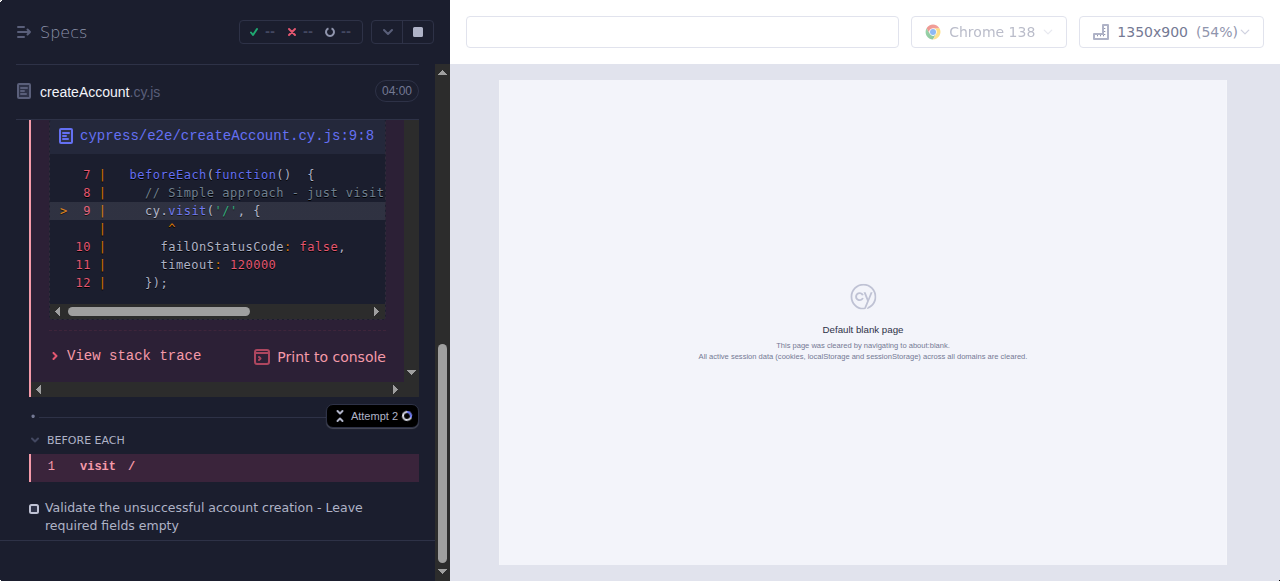 Specs
-- -- --
createAccount.cy.js
04:00
cypress/e2e/createAccount.cy.js:9:8
7 | beforeEach(function() {
8 | // Simple approach - just visit
> 9 | cy.visit('/', {
| ^
10 | failOnStatusCode: false,
11 | timeout: 120000
12 | });
View stack trace
Print to console
Attempt 2
BEFORE EACH
1 visit /
Validate the unsuccessful account creation - Leave
required fields empty
Chrome 138
1350x900 (54%)
cy
Default blank page
This page was cleared by navigating to about:blank.
All active session data (cookies, localStorage and sessionStorage) across all domains are cleared.